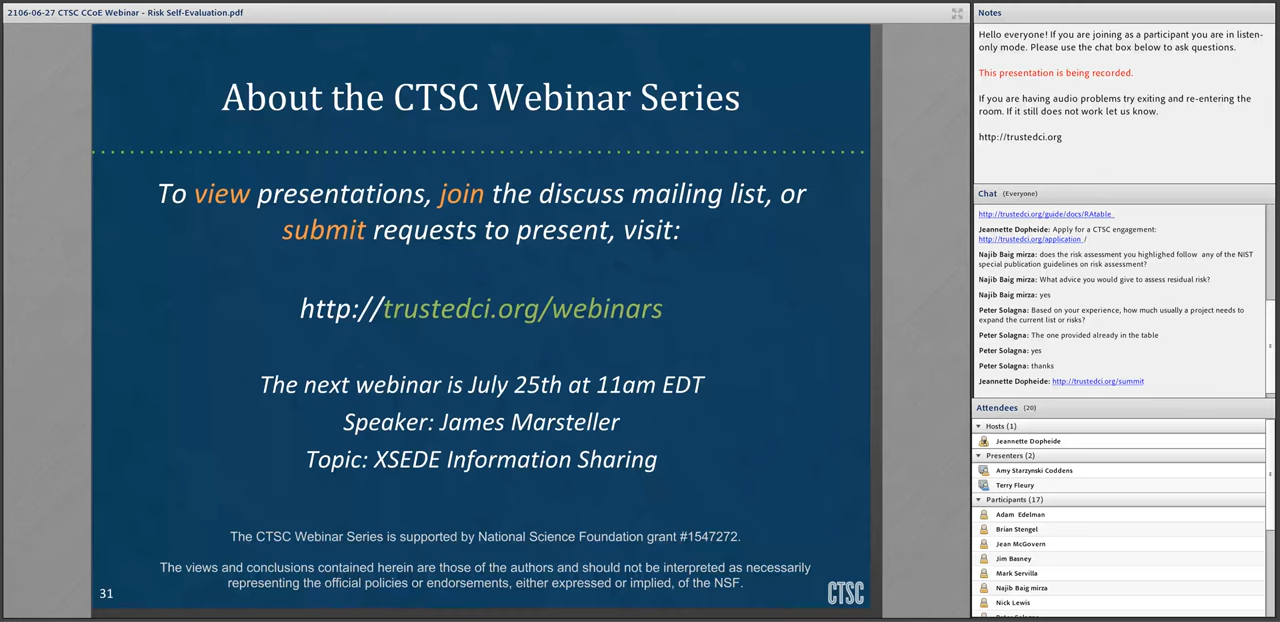 2106-06-27 CTSC CCoE Webinar - Risk Self-Evaluation.pdf
About the CTSC Webinar Series
To view presentations, join the discuss mailing list, or
submit requests to present, visit:
http://trustedci.org/webinars
The next webinar is July 25th at 11am EDT
Speaker: James Marsteller
Topic: XSEDE Information Sharing
The CTSC Webinar Series is supported by National Science Foundation grant #1547272.
The views and conclusions contained herein are those of the authors and should not be interpreted as necessarily
representing the official policies or endorsements, either expressed or implied, of the NSF.
31
CTSC
Notes
Hello everyone! If you are joining as a participant you are in listen-
only mode. Please use the chat box below to ask questions.
This presentation is being recorded.
If you are having audio problems try exiting and re-entering the
room. If it still does not work let us know.
http://trustedci.org
Chat (Everyone)
http://trustedci.org/guide/docs/RAtable
Jeannette Dopheide: Apply for a CTSC engagement:
http://trustedci.org/application /
Najib Baig mirza: does the risk assessment you highlighed follow any of the NIST
special publication guidelines on risk assessment?
Najib Baig mirza: What advice you would give to assess residual risk?
Najib Baig mirza: yes
Peter Solagna: Based on your experience, how much usually a project needs to
expand the current list or risks?
Peter Solagna: The one provided already in the table
Peter Solagna: yes
Peter Solagna: thanks
Jeannette Dopheide: http://trustedci.org/summit
Attendees (20)
Hosts (1)
Jeannette Dopheide
Presenters (2)
Amy Starzynski Coddens
Terry Fleury
Participants (17)
Adam Edelman
Brian Stengel
Jean McGovern
Jim Basney
Mark Servilla
Najib Baig mirza
Nick Lewis